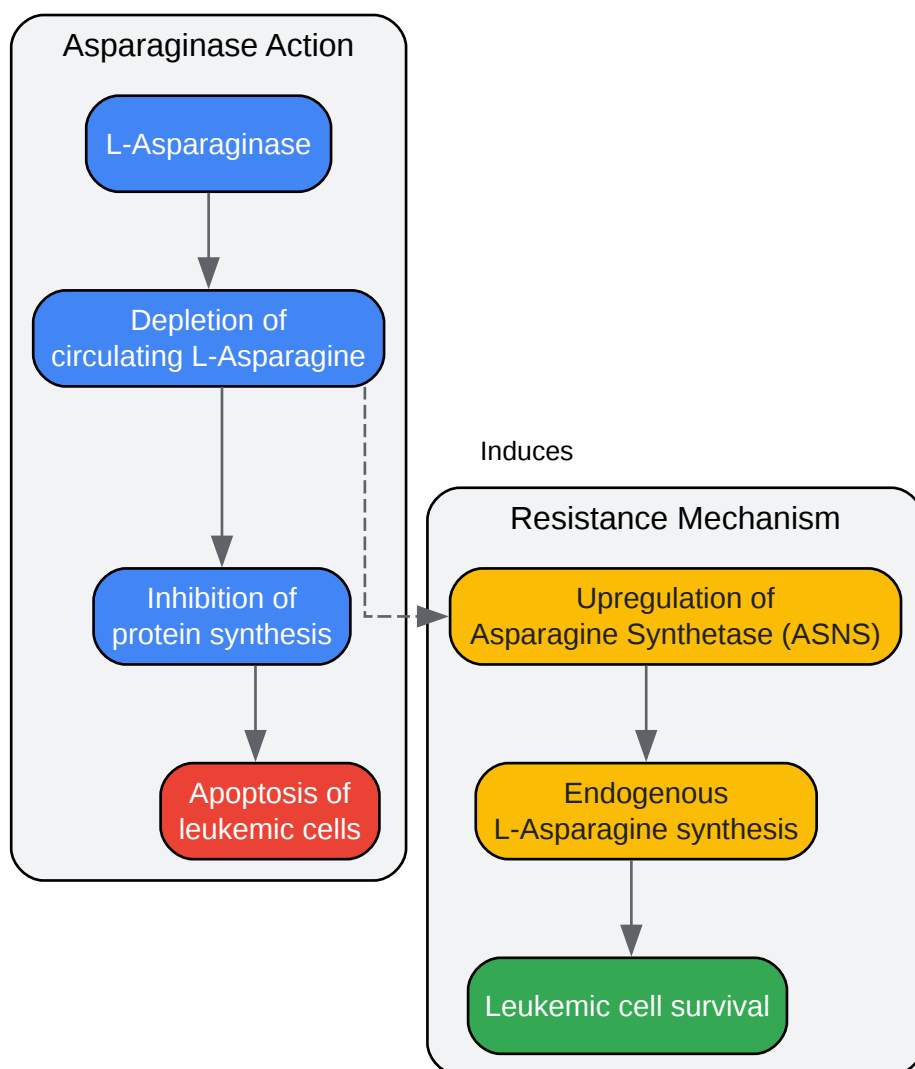 Asparaginase Action
L-Asparaginase
Depletion of
circulating L-Asparagine
Inhibition of
protein synthesis
Apoptosis of
leukemic cells
Induces
Resistance Mechanism
Upregulation of
Asparagine Synthetase (ASNS)
Endogenous
L-Asparagine synthesis
Leukemic cell survival